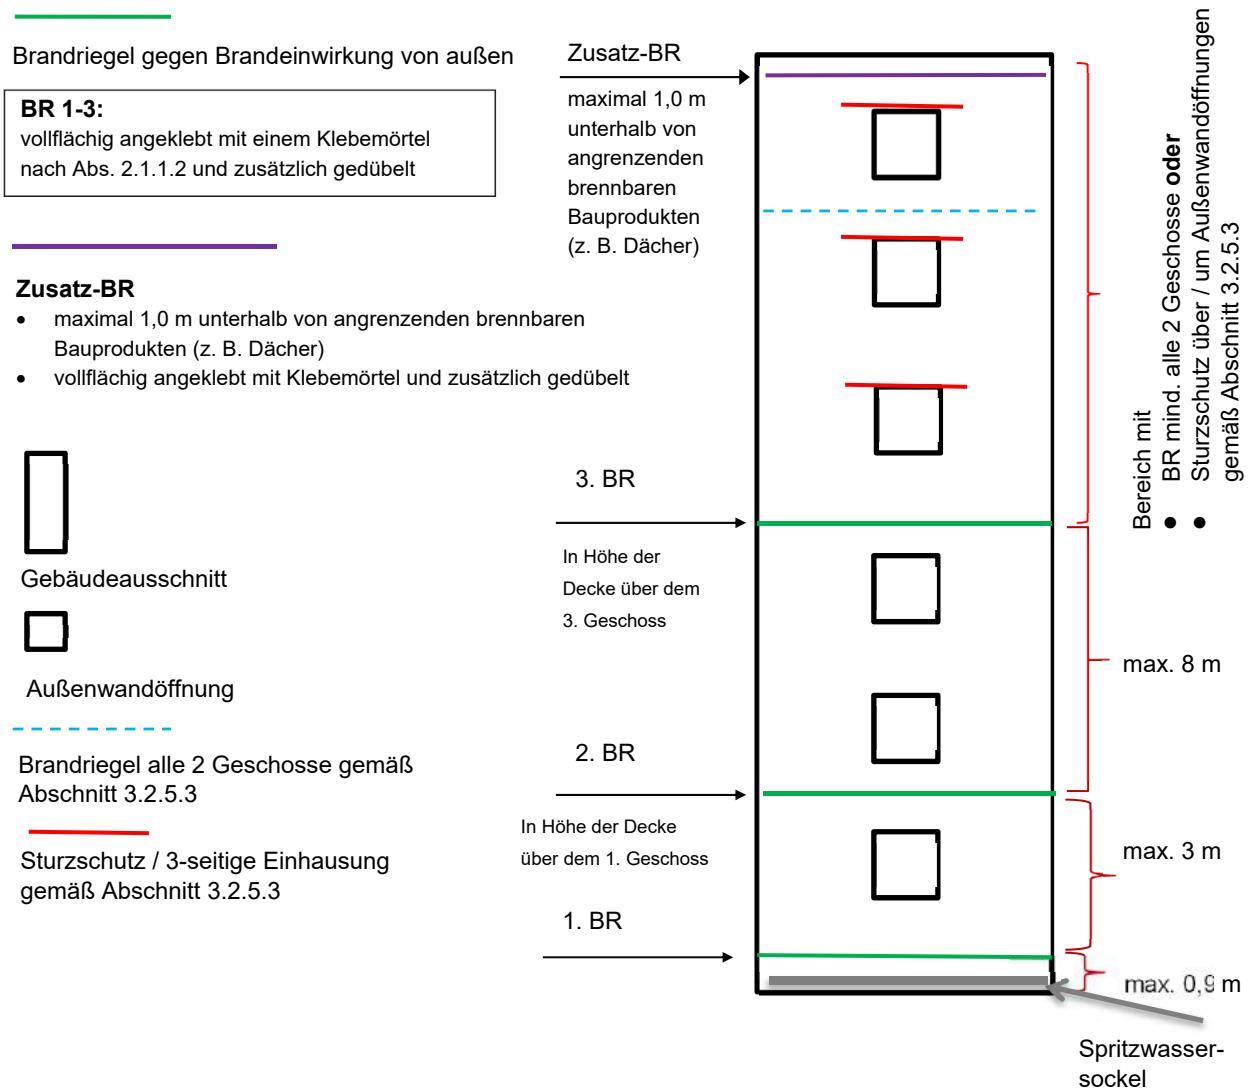 Brandriegel gegen Brandeinwirkung von außen
BR 1-3:
vollflächig angeklebt mit einem Klebemörtel
nach Abs. 2.1.1.2 und zusätzlich gedübelt
Zusatz-BR
• maximal 1,0 m unterhalb von angrenzenden brennbaren
Bauprodukten (z. B. Dächer)
• vollflächig angeklebt mit Klebemörtel und zusätzlich gedübelt
Gebäudeausschnitt
Außenwandöffnung
Brandriegel alle 2 Geschosse gemäß
Abschnitt 3.2.5.3
Sturzschutz / 3-seitige Einhausung
gemäß Abschnitt 3.2.5.3
Zusatz-BR
maximal 1,0 m
unterhalb von
angrenzenden
brennbaren
Bauprodukten
(z. B. Dächer)
3. BR
In Höhe der
Decke über dem
3. Geschoss
2. BR
In Höhe der Decke
über dem 1. Geschoss
1. BR
Bereich mit
• BR mind. alle 2 Geschosse oder
• Sturzschutz über / um Außenwandöffnungen
gemäß Abschnitt 3.2.5.3
max. 8 m
max. 3 m
max. 0,9 m
Spritzwasser-
sockel